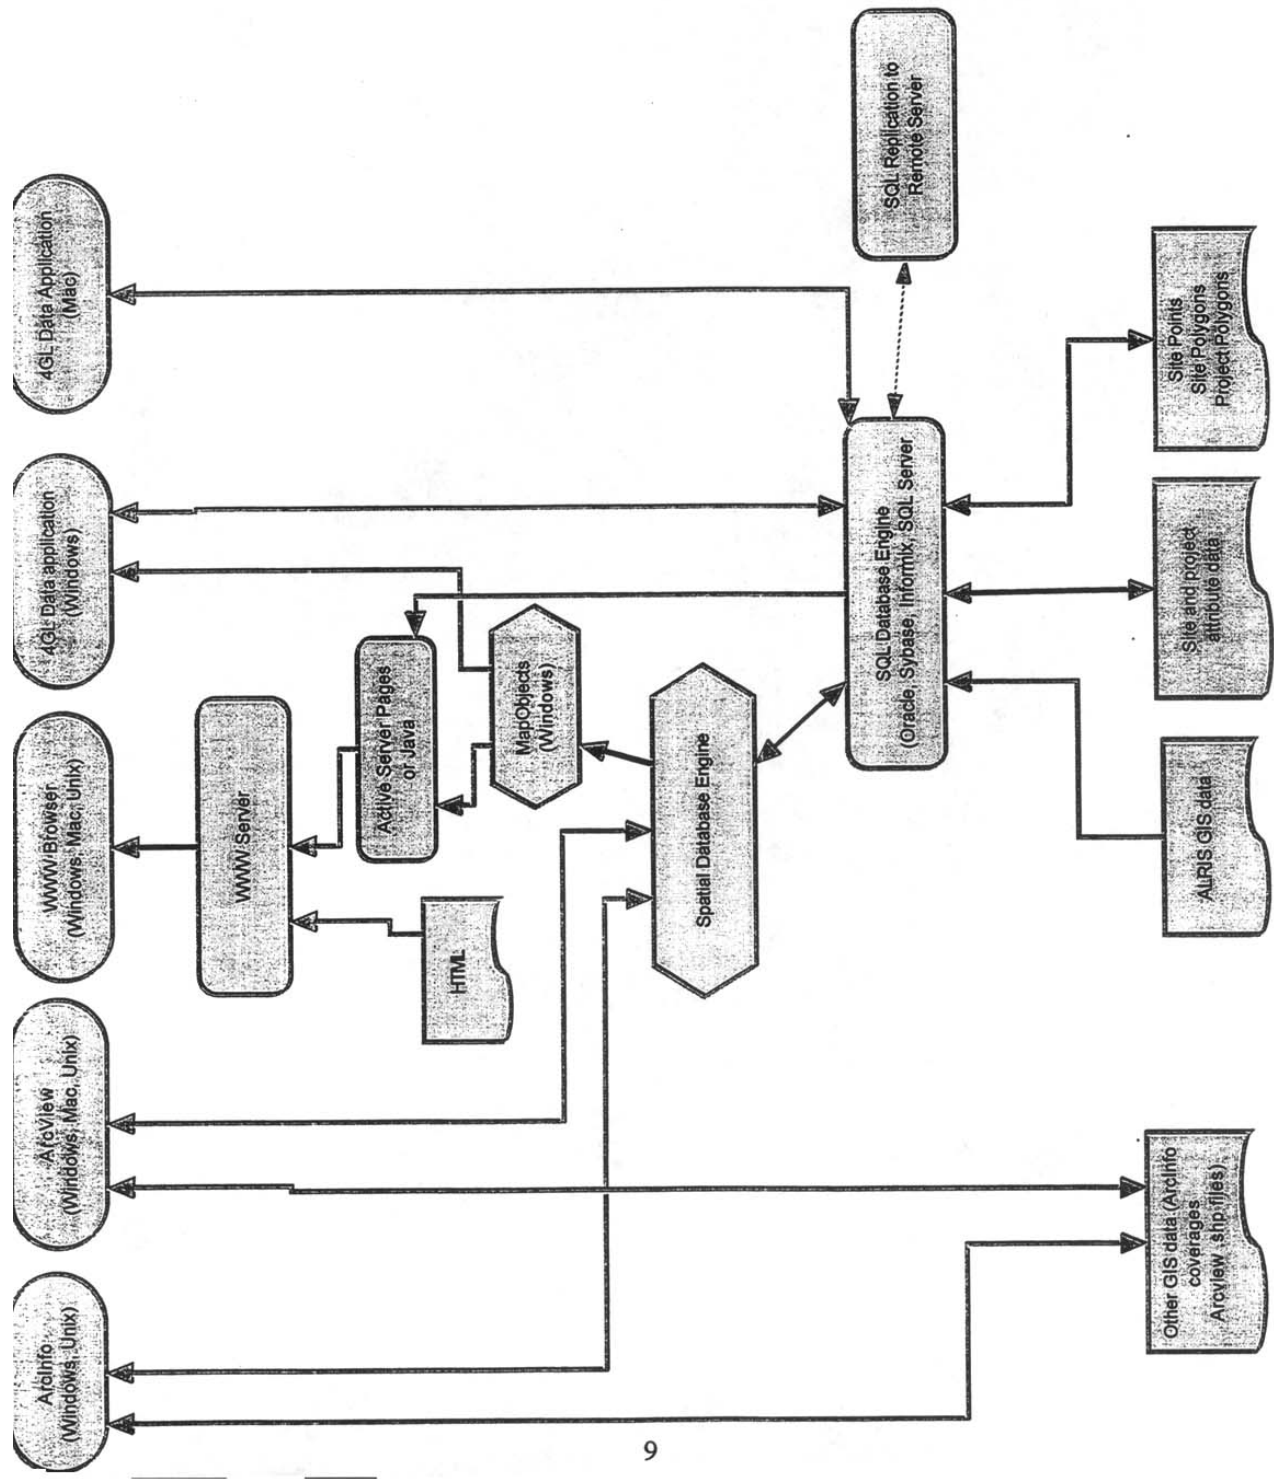 ArcInfo
(Windows, Unix)
ArcView
(Windows, Mac, Unix)
WWW Browser
(Windows Mac, Unix)
4GL Data application
(Windows)
4GL Data Application
(Mac)
WWW Server
HTML
Active Server Pages
or Java
MapObjects
(Windows)
Spatial Database Engine
SQL Database Engine
(Oracle, Sybase, Informix, SQL Server
SQL Replication to
Remote Server
Other GIS data (ArcInfo
coverages
Arcview .shp files)
ALRIS GIS data
Site and project
attribute data
Site Points
Site Polygons
Project Polygons
9